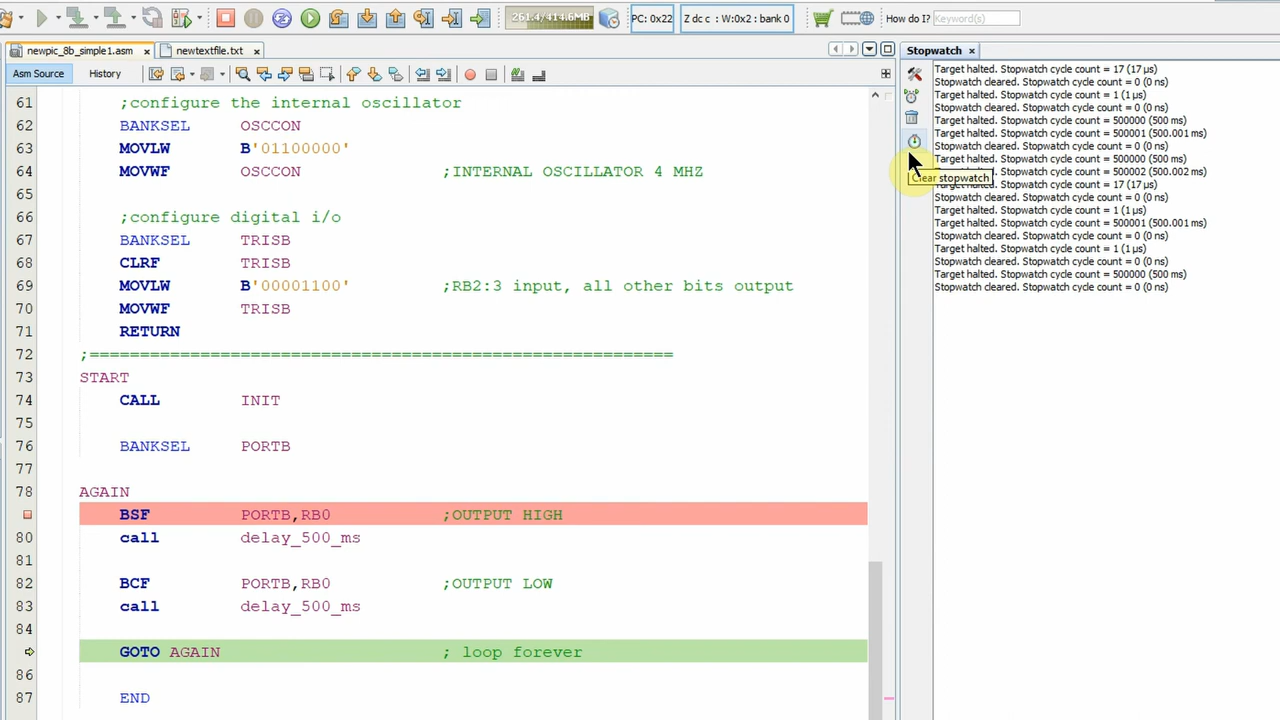 261.4/414.6MB PC: 0x22 Z dc c : W:0x2 : bank 0 How do I? Keyword(s)
newpic_8b_simple1.asm × newtextfile.txt × Stopwatch ×
Asm Source History
61 ;configure the internal oscillator
62 BANKSEL OSCCON
63 MOVLW B'01100000'
64 MOVWF OSCCON ;INTERNAL OSCILLATOR 4 MHZ
65
66 ;configure digital i/o
67 BANKSEL TRISB
68 CLRF TRISB
69 MOVLW B'00001100' ;RB2:3 input, all other bits output
70 MOVWF TRISB
71 RETURN
72 ;==========================================================
73 START
74 CALL INIT
75
76 BANKSEL PORTB
77
78 AGAIN
BSF PORTB,RB0 ;OUTPUT HIGH
80 call delay_500_ms
81
82 BCF PORTB,RB0 ;OUTPUT LOW
83 call delay_500_ms
84
GOTO AGAIN ; loop forever
86
87 END
Target halted. Stopwatch cycle count = 17 (17 µs)
Stopwatch cleared. Stopwatch cycle count = 0 (0 ns)
Target halted. Stopwatch cycle count = 1 (1 µs)
Stopwatch cleared. Stopwatch cycle count = 0 (0 ns)
Target halted. Stopwatch cycle count = 500000 (500 ms)
Target halted. Stopwatch cycle count = 500001 (500.001 ms)
Stopwatch cleared. Stopwatch cycle count = 0 (0 ns)
Target halted. Stopwatch cycle count = 500000 (500 ms)
Target halted. Stopwatch cycle count = 500002 (500.002 ms)
Clear stopwatch
Target halted. Stopwatch cycle count = 17 (17 µs)
Stopwatch cleared. Stopwatch cycle count = 0 (0 ns)
Target halted. Stopwatch cycle count = 1 (1 µs)
Target halted. Stopwatch cycle count = 500001 (500.001 ms)
Stopwatch cleared. Stopwatch cycle count = 0 (0 ns)
Target halted. Stopwatch cycle count = 1 (1 µs)
Stopwatch cleared. Stopwatch cycle count = 0 (0 ns)
Target halted. Stopwatch cycle count = 500000 (500 ms)
Stopwatch cleared. Stopwatch cycle count = 0 (0 ns)